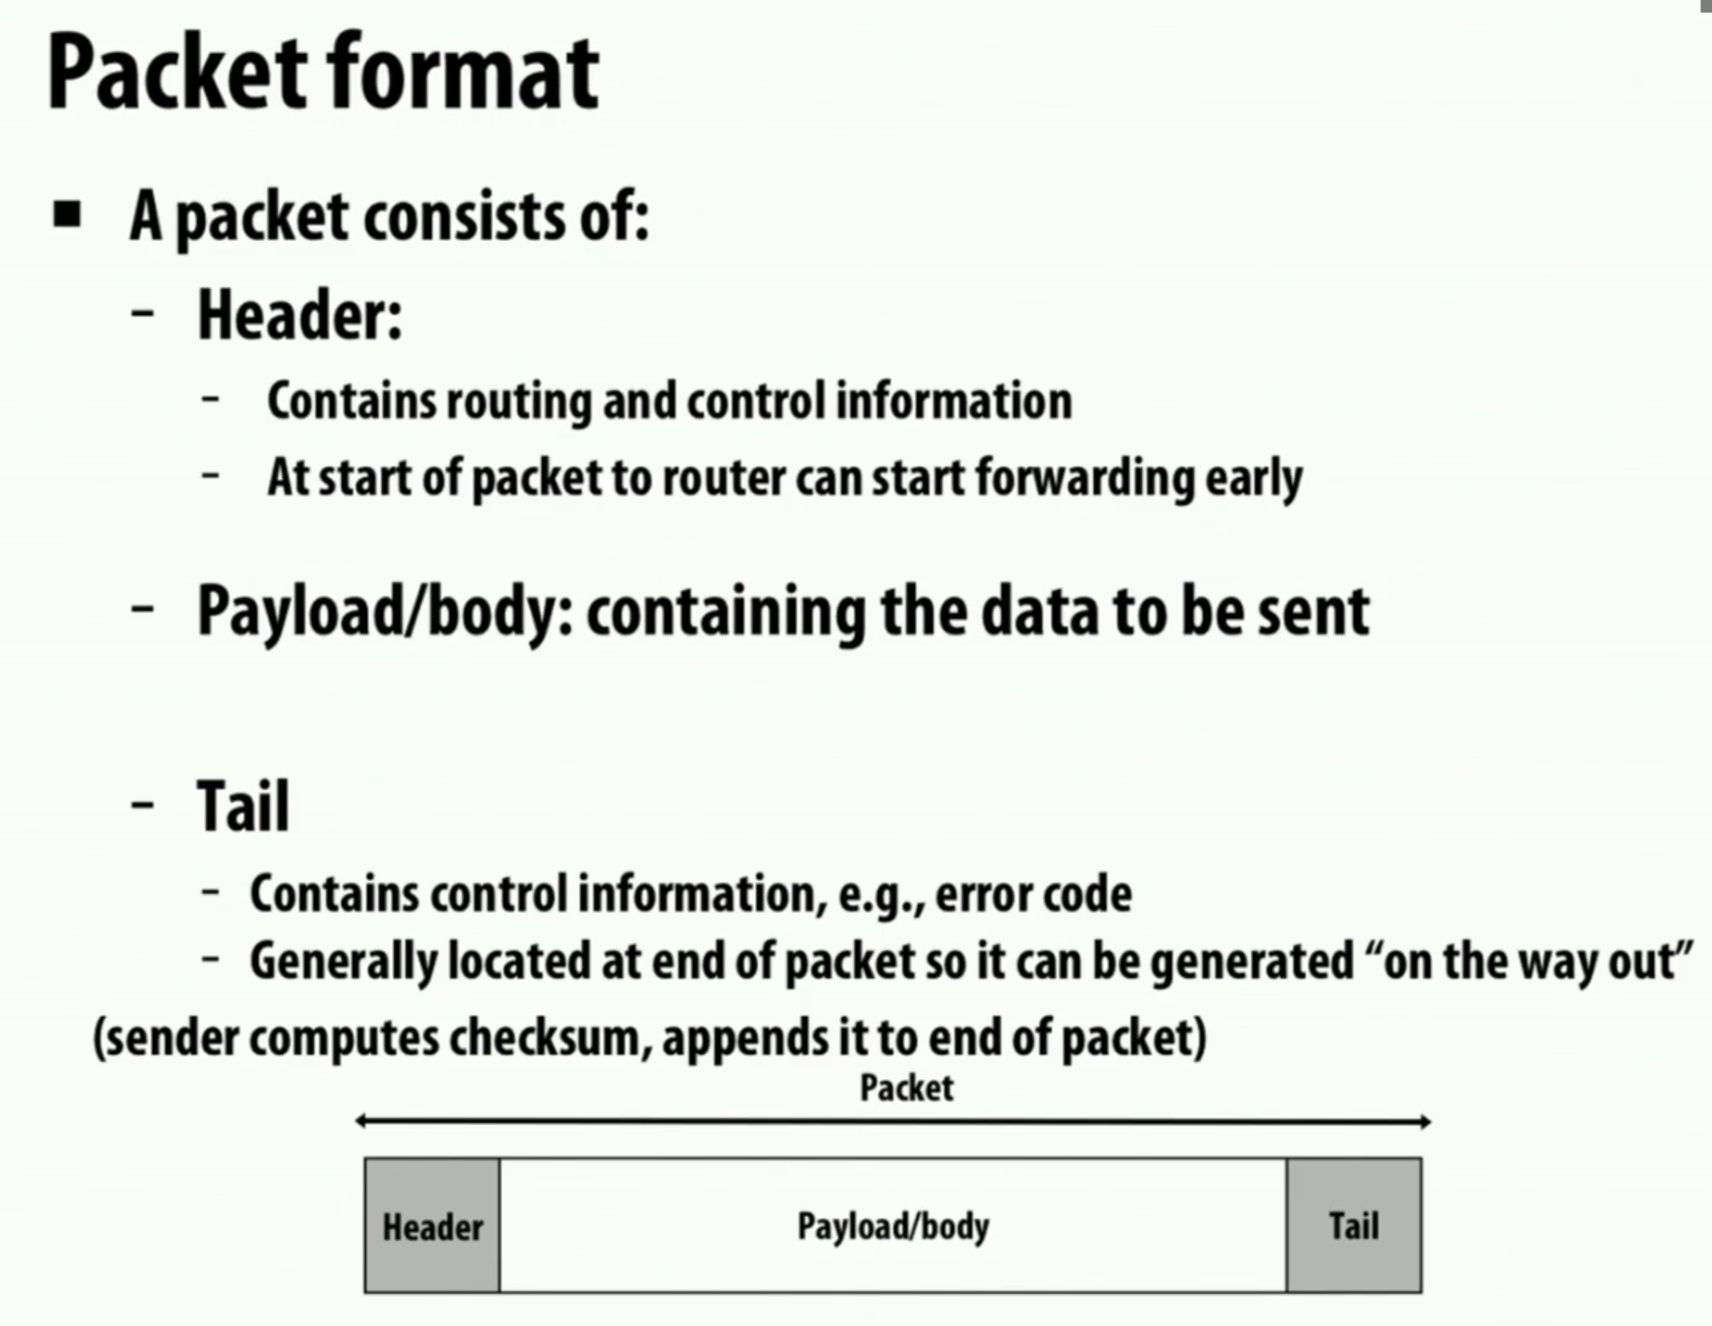 Packet format
■ A packet consists of:
- Header:
- Contains routing and control information
- At start of packet to router can start forwarding early
- Payload/body: containing the data to be sent
- Tail
- Contains control information, e.g., error code
- Generally located at end of packet so it can be generated “on the way out”
(sender computes checksum, appends it to end of packet)
Packet
Header Payload/body Tail